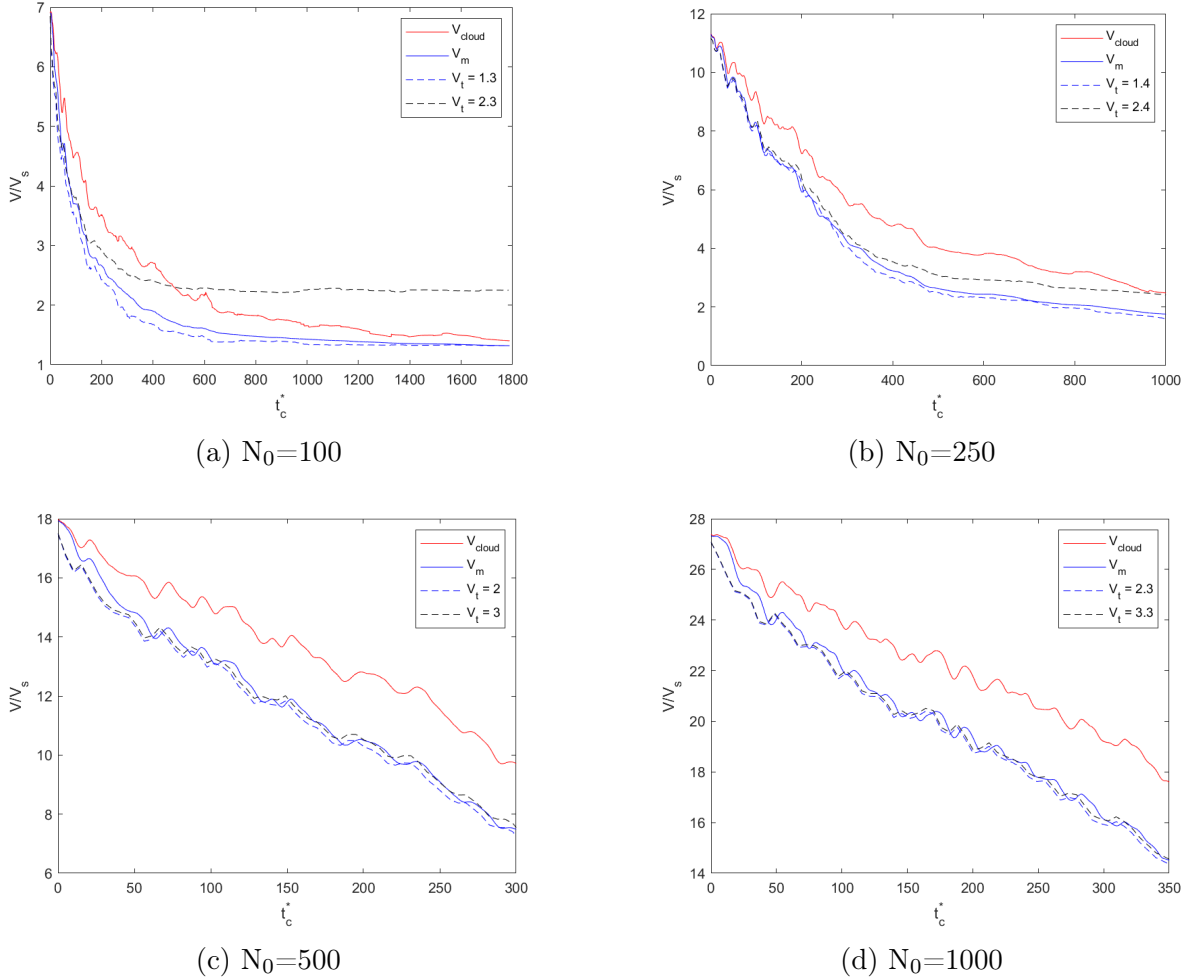 7
6
5
4
3
2
1
V/V_s
0 200 400 600 800 1000 1200 1400 1600 1800
t_c^*
V_cloud
V_m
V_t = 1.3
V_t = 2.3
(a) N_0=100
12
10
8
6
4
2
0
V/V_s
0 200 400 600 800 1000
t_c^*
V_cloud
V_m
V_t = 1.4
V_t = 2.4
(b) N_0=250
18
16
14
12
10
8
6
V/V_s
0 50 100 150 200 250 300
t_c^*
V_cloud
V_m
V_t = 2
V_t = 3
(c) N_0=500
28
26
24
22
20
18
16
14
V/V_s
0 50 100 150 200 250 300 350
t_c^*
V_cloud
V_m
V_t = 2.3
V_t = 3.3
(d) N_0=1000